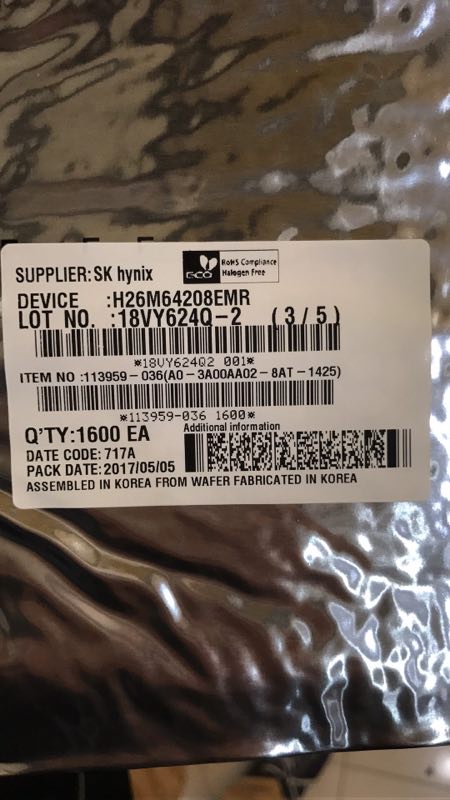 SUPPLIER: SK hynix
ECO
RoHS Compliance
Halogen Free
DEVICE :H26M64208EMR
LOT NO. :18VY624Q-2 (3/5)
*18VY624Q2 001*
ITEM NO :113959-036(A0-3A00AA02-8AT-1425)
*113959-036 1600*
Q'TY:1600 EA
Additional information
DATE CODE: 717A
PACK DATE: 2017/05/05
ASSEMBLED IN KOREA FROM WAFER FABRICATED IN KOREA